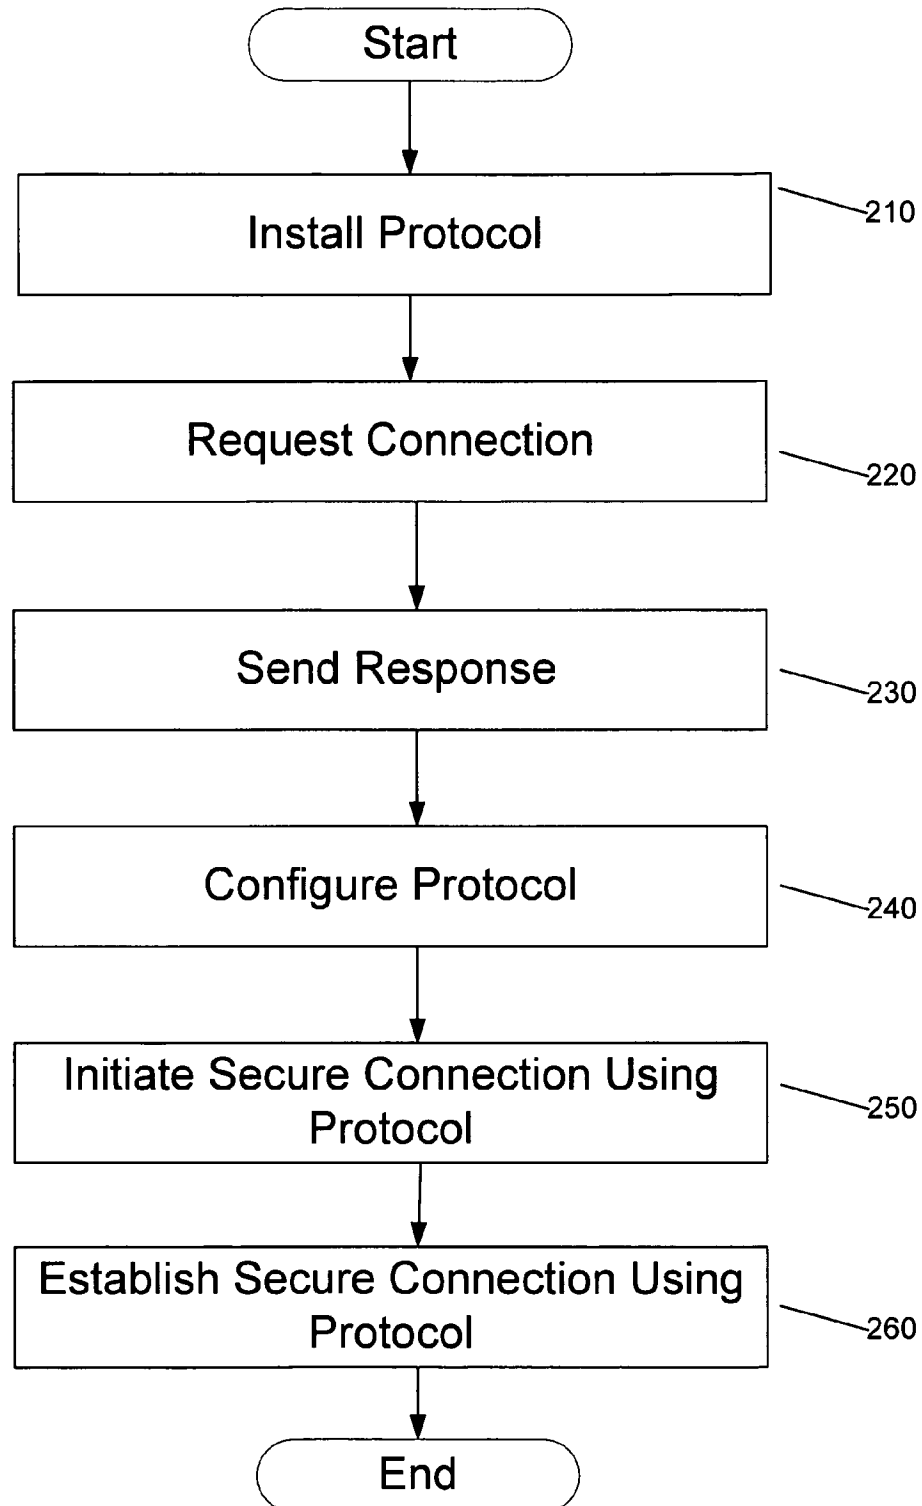 Start
Install Protocol
210
Request Connection
220
Send Response
230
Configure Protocol
240
Initiate Secure Connection Using
Protocol
250
Establish Secure Connection Using
Protocol
260
End